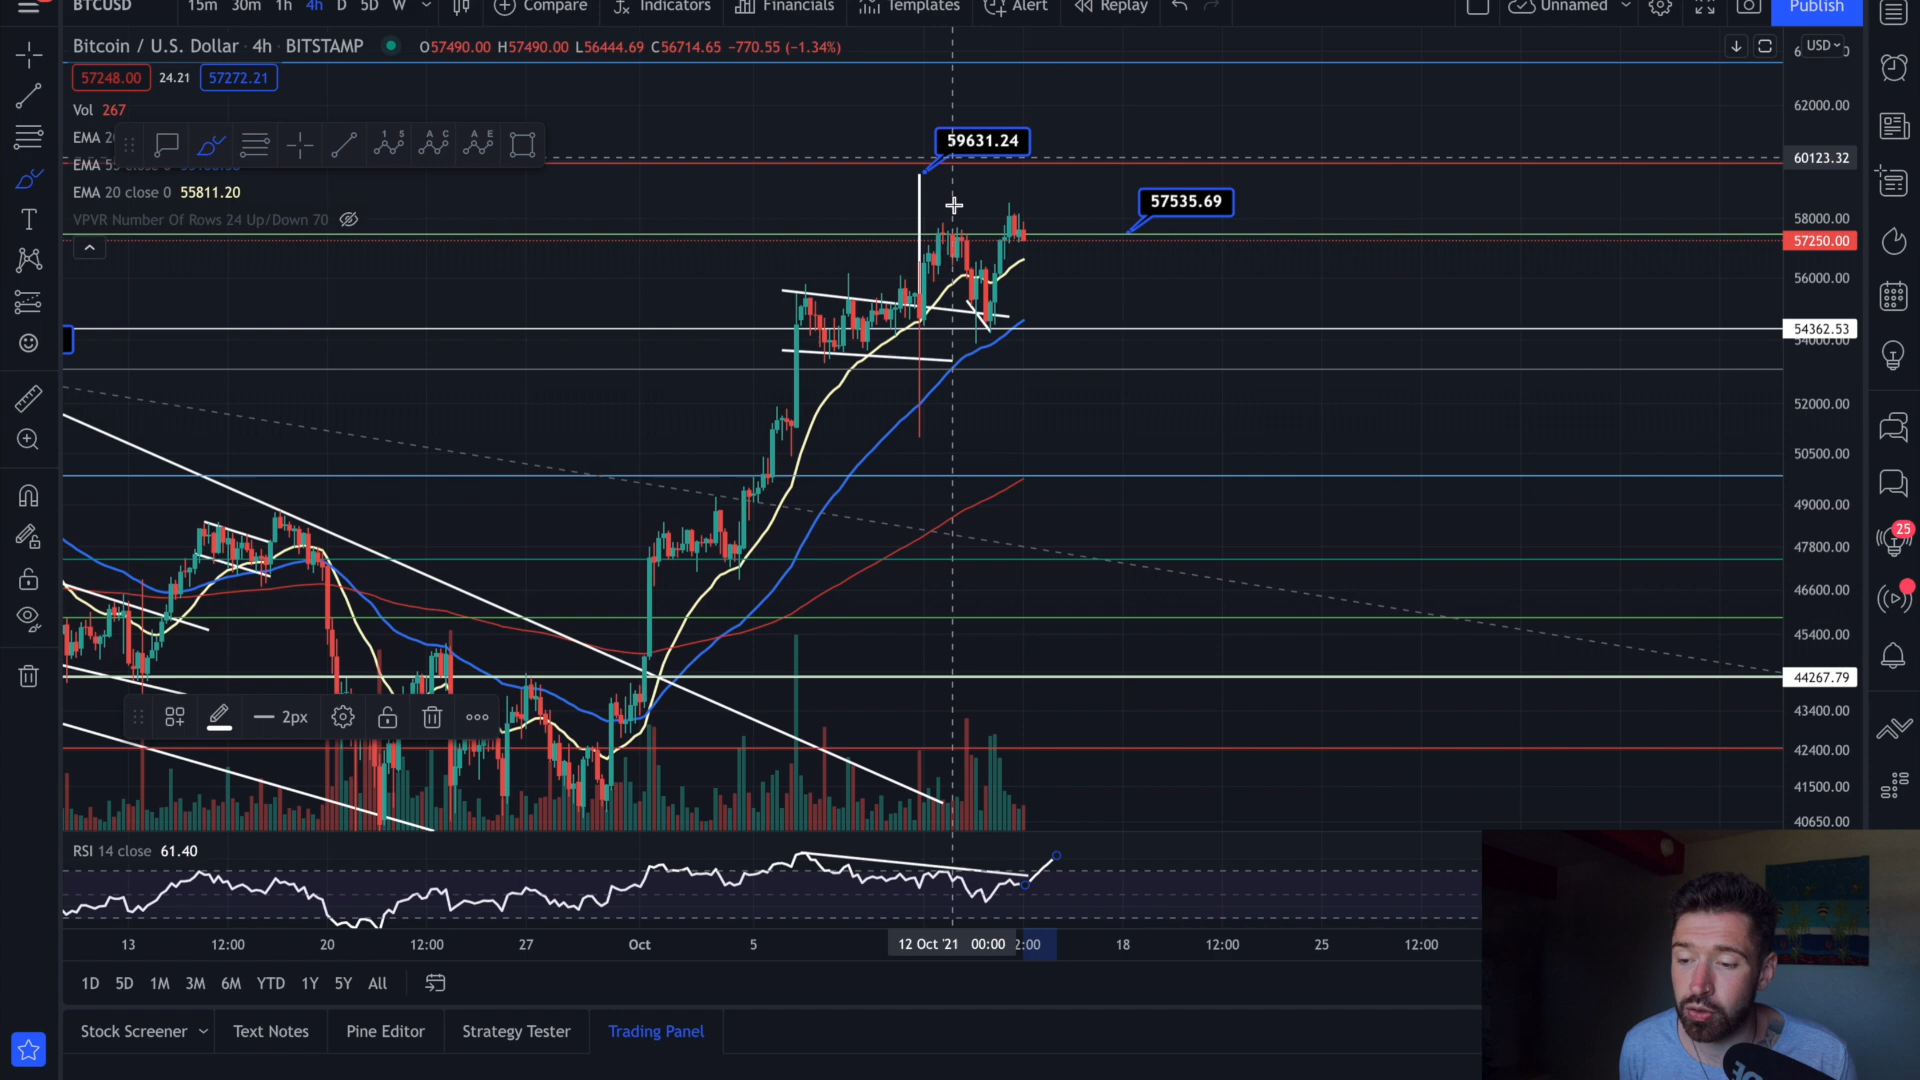 BTCUSD 15m 30m 1h 4h D 5D W Compare Indicators Financials Templates Alert Replay Unnamed Publish
Bitcoin / U.S. Dollar · 4h · BITSTAMP O57490.00 H57490.00 L56444.69 C56714.65 −770.55 (−1.34%)
USD
57248.00 24.21 57272.21
Vol 267
EMA 20 close 0 55811.20
VPVR Number Of Rows 24 Up/Down 70
1 5 A C A E
59631.24
57535.69
62000.00
60123.32
58000.00
57250.00
56000.00
54362.53
54000.00
52000.00
50500.00
49000.00
47800.00
46600.00
45400.00
44267.79
43400.00
42400.00
41500.00
40650.00
25
2px
RSI 14 close 61.40
13 12:00 20 12:00 27 Oct 5 12 Oct '21 00:00 2:00 18 12:00 25 12:00
1D 5D 1M 3M 6M YTD 1Y 5Y All
Stock Screener Text Notes Pine Editor Strategy Tester Trading Panel